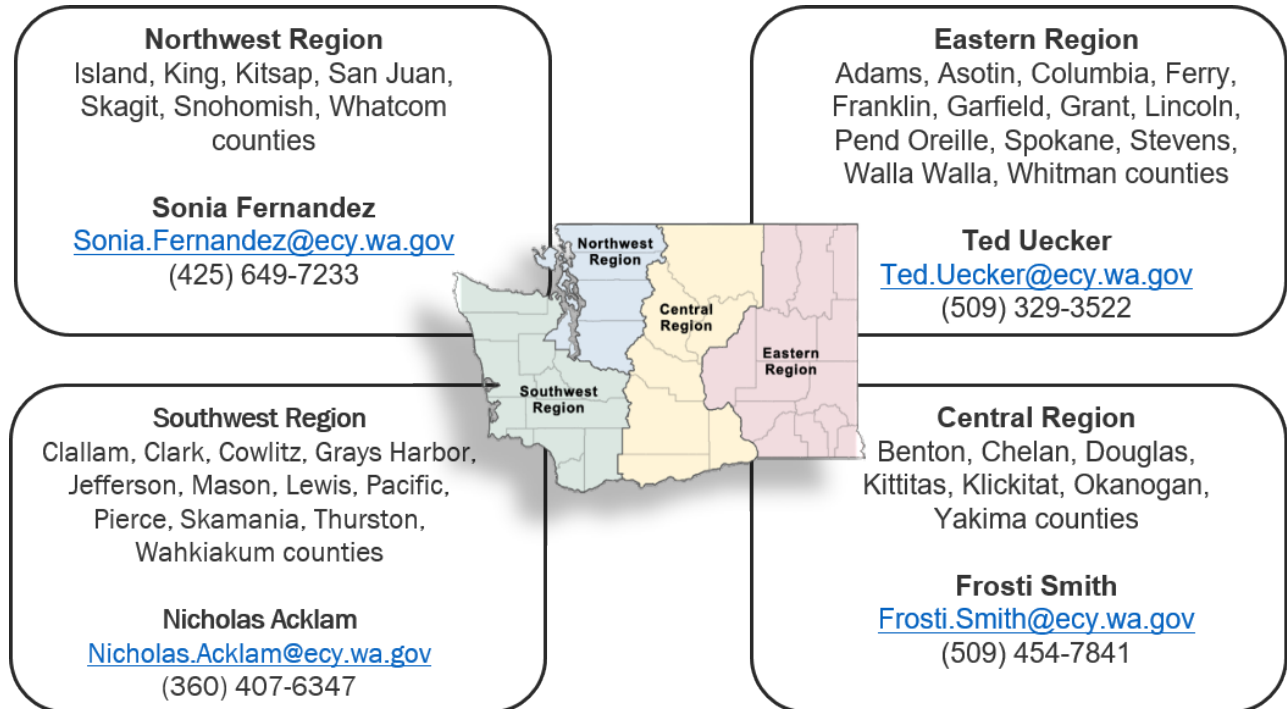 Northwest Region
Island, King, Kitsap, San Juan,
Skagit, Snohomish, Whatcom
counties
Sonia Fernandez
Sonia.Fernandez@ecy.wa.gov
(425) 649-7233
Eastern Region
Adams, Asotin, Columbia, Ferry,
Franklin, Garfield, Grant, Lincoln,
Pend Oreille, Spokane, Stevens,
Walla Walla, Whitman counties
Ted Uecker
Ted.Uecker@ecy.wa.gov
(509) 329-3522
Northwest
Region
Central
Region
Eastern
Region
Southwest
Region
Southwest Region
Clallam, Clark, Cowlitz, Grays Harbor,
Jefferson, Mason, Lewis, Pacific,
Pierce, Skamania, Thurston,
Wahkiakum counties
Nicholas Acklam
Nicholas.Acklam@ecy.wa.gov
(360) 407-6347
Central Region
Benton, Chelan, Douglas,
Kittitas, Klickitat, Okanogan,
Yakima counties
Frosti Smith
Frosti.Smith@ecy.wa.gov
(509) 454-7841